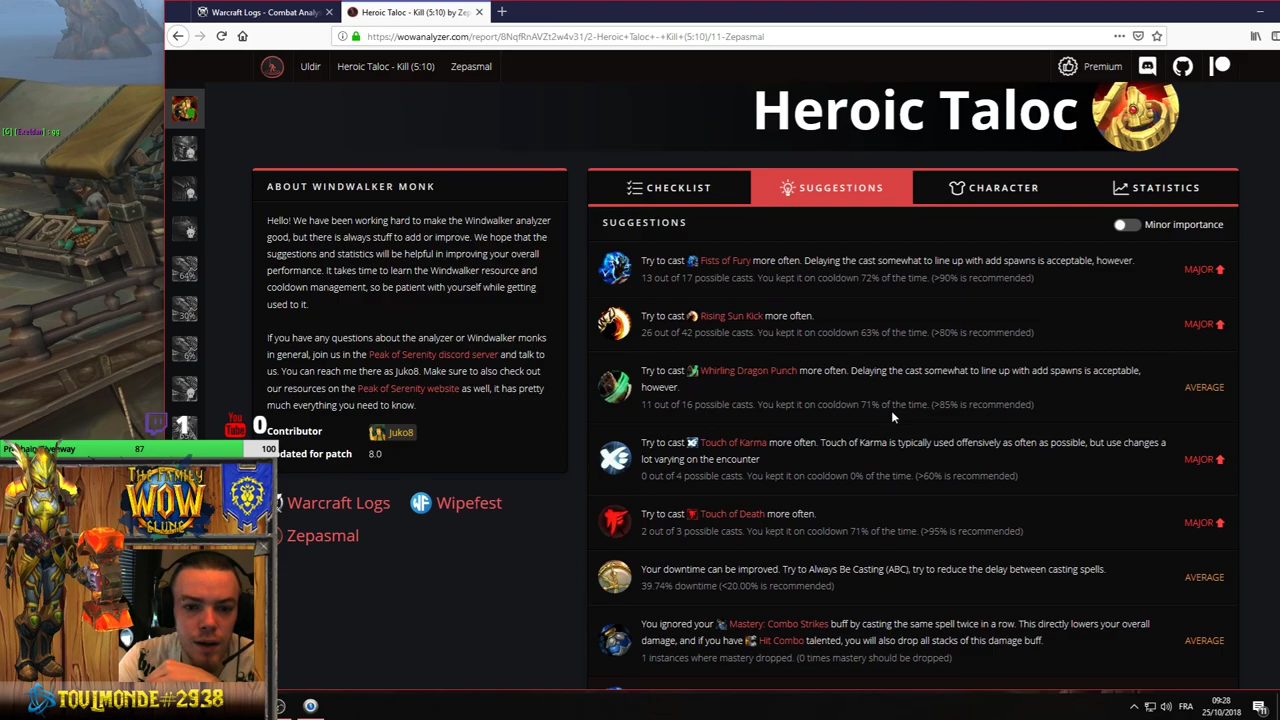 Warcraft Logs - Combat Analy
Heroic Taloc - Kill (5:10) by Zep
https://wowanalyzer.com/report/8NqfRnAVZt2w4v31/2-Heroic+Taloc+-+Kill+(5:10)/11-Zepasmal
Uldir
Heroic Taloc - Kill (5:10)
Zepasmal
Premium
Heroic Taloc
ABOUT WINDWALKER MONK
Hello! We have been working hard to make the Windwalker analyzer
good, but there is always stuff to add or improve. We hope that the
suggestions and statistics will be helpful in improving your overall
performance. It takes time to learn the Windwalker resource and
cooldown management, so be patient with yourself while getting
used to it.
If you have any questions about the analyzer or Windwalker monks
in general, join us in the Peak of Serenity discord server and talk to
us. You can reach me there as Juko8. Make sure to also check out
our resources on the Peak of Serenity website as well, it has pretty
much everything you need to know.
Contributor
Juko8
pdated for patch
8.0
Warcraft Logs
Wipefest
Zepasmal
CHECKLIST
SUGGESTIONS
CHARACTER
STATISTICS
SUGGESTIONS
Minor importance
Try to cast Fists of Fury more often. Delaying the cast somewhat to line up with add spawns is acceptable, however.
13 out of 17 possible casts. You kept it on cooldown 72% of the time. (>90% is recommended)
MAJOR
Try to cast Rising Sun Kick more often.
26 out of 42 possible casts. You kept it on cooldown 63% of the time. (>80% is recommended)
MAJOR
Try to cast Whirling Dragon Punch more often. Delaying the cast somewhat to line up with add spawns is acceptable,
however.
11 out of 16 possible casts. You kept it on cooldown 71% of the time. (>85% is recommended)
AVERAGE
Try to cast Touch of Karma more often. Touch of Karma is typically used offensively as often as possible, but use changes a
lot varying on the encounter
0 out of 4 possible casts. You kept it on cooldown 0% of the time. (>60% is recommended)
MAJOR
Try to cast Touch of Death more often.
2 out of 3 possible casts. You kept it on cooldown 71% of the time. (>95% is recommended)
MAJOR
Your downtime can be improved. Try to Always Be Casting (ABC), try to reduce the delay between casting spells.
39.74% downtime (<20.00% is recommended)
AVERAGE
You ignored your Mastery: Combo Strikes buff by casting the same spell twice in a row. This directly lowers your overall
damage, and if you have Hit Combo talented, you will also drop all stacks of this damage buff.
1 instances where mastery dropped. (0 times mastery should be dropped)
AVERAGE
64%
30%
6%
1
You
0
87
100
THE FAMILY
WOW
CLUNE
TOULMONDE#2938
FRA
09:28
25/10/2018